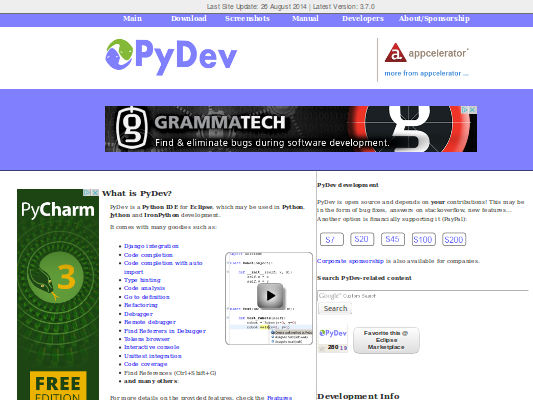 Last Site Update: 26 August 2014 | Latest Version: 3.7.0
Main Download Screenshots Manual Developers About/Sponsorship
PyDev
appcelerator
more from appcelerator ...
GRAMMATECH
Find & eliminate bugs during software development.
PyCharm
3
FREE
EDITION
What is PyDev?
PyDev is a Python IDE for Eclipse, which may be used in Python,
Jython and IronPython development.
It comes with many goodies such as:
Django integration
Code completion
Code completion with auto
import
Type hinting
Code analysis
Go to definition
Refactoring
Debugger
Remote debugger
Find Referrers in Debugger
Tokens browser
Interactive console
Unittest integration
Code coverage
Find References (Ctrl+Shift+G)
and many others:
For more details on the provided features, check the Features
PyDev development
PyDev is open source and depends on your contributions! This may be
in the form of bug fixes, answers on stackoverflow, new features...
Another option is financially supporting it (PayPal):
$7 $20 $45 $100 $200
Corporate sponsorship is also available for companies.
Search PyDev-related content
Google Custom Search
Search
PyDev
280
Favorite this @
Eclipse
Marketplace
Development Info